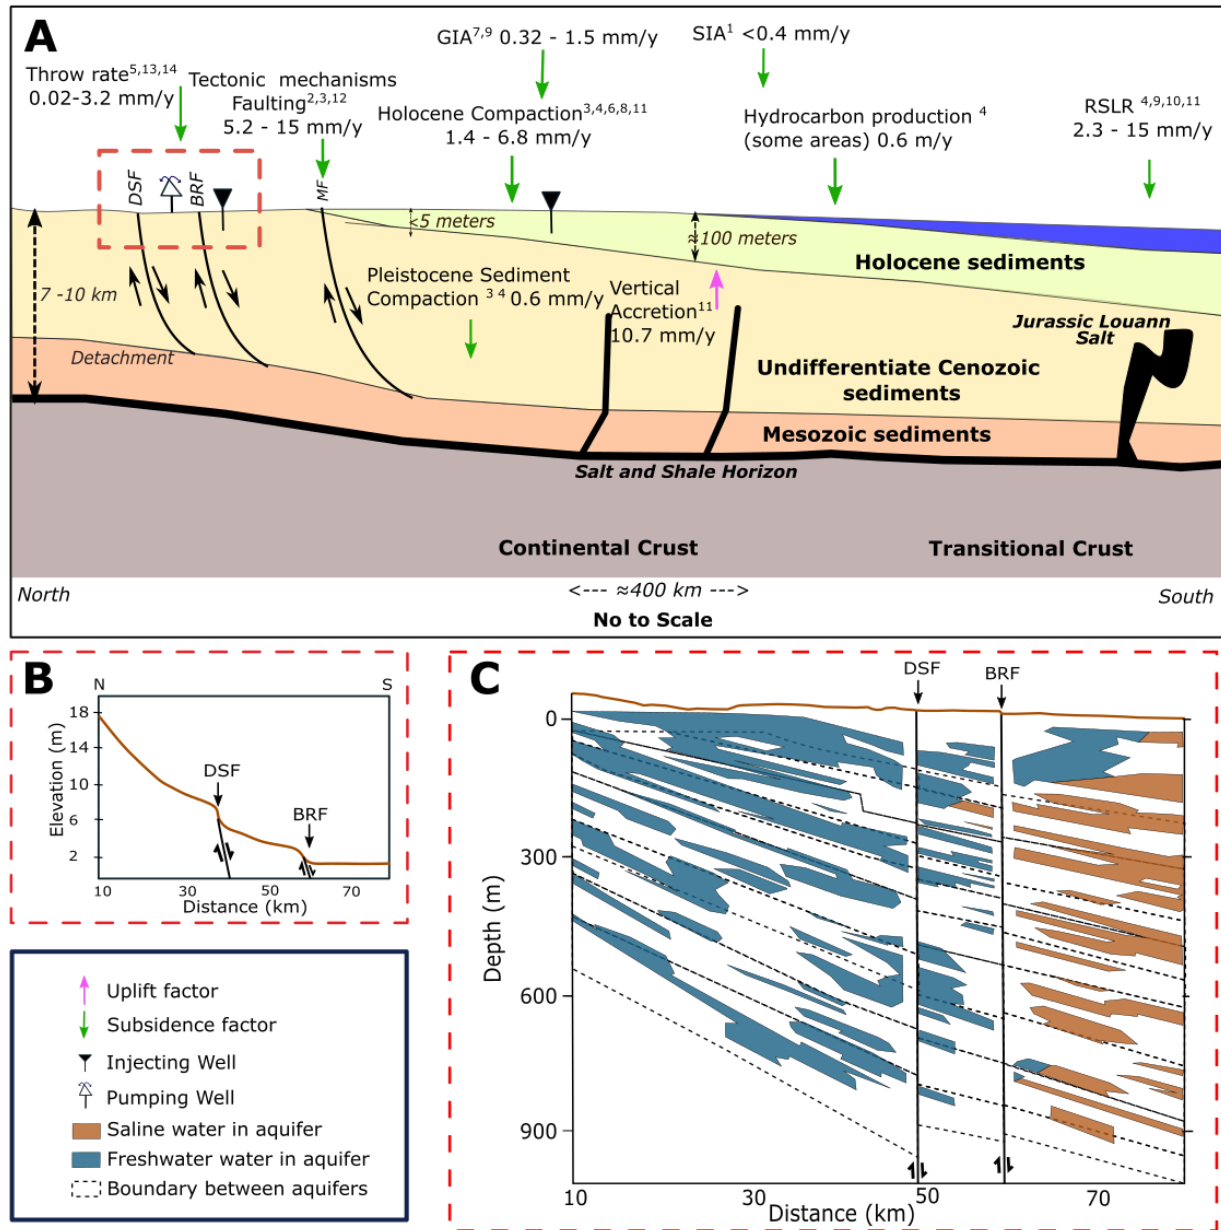 A
GIA7,9 0.32 - 1.5 mm/y
SIA1 <0.4 mm/y
Throw rate5,13,14
0.02-3.2 mm/y
Tectonic mechanisms
Faulting2,3,12
5.2 - 15 mm/y
Holocene Compaction3,4,6,8,11
1.4 - 6.8 mm/y
Hydrocarbon production 4
(some areas) 0.6 m/y
RSLR 4,9,10,11
2.3 - 15 mm/y
DSF
BRF
MF
<5 meters
≈100 meters
Holocene sediments
7 -10 km
Pleistocene Sediment
Compaction 3 4 0.6 mm/y
Vertical
Accretion11
10.7 mm/y
Jurassic Louann
Salt
Detachment
Undifferentiate Cenozoic
sediments
Mesozoic sediments
Salt and Shale Horizon
Continental Crust
Transitional Crust
North
<--- ≈400 km --->
South
No to Scale
B
N
S
18
14
10
6
2
Elevation (m)
DSF
BRF
10
30
50
70
Distance (km)
C
DSF
BRF
0
300
600
900
Depth (m)
10
30
50
70
Distance (km)
Uplift factor
Subsidence factor
Injecting Well
Pumping Well
Saline water in aquifer
Freshwater water in aquifer
Boundary between aquifers